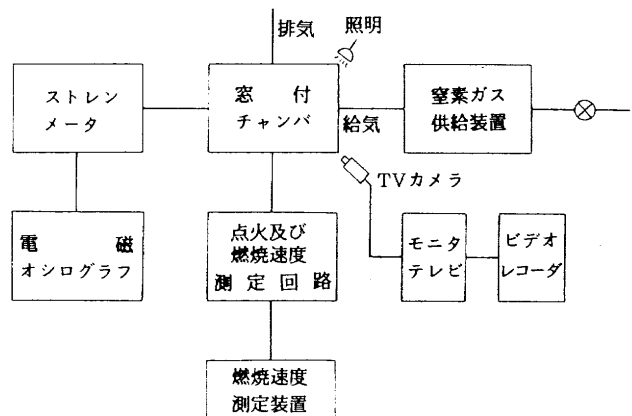 排気
照明
ストレン
メータ
窓付
チャンバ
給気
窒素ガス
供給装置
TVカメラ
電磁
オシログラフ
点火及び
燃焼速度
測定回路
モニタ
テレビ
ビデオ
レコーダ
燃焼速度
測定装置